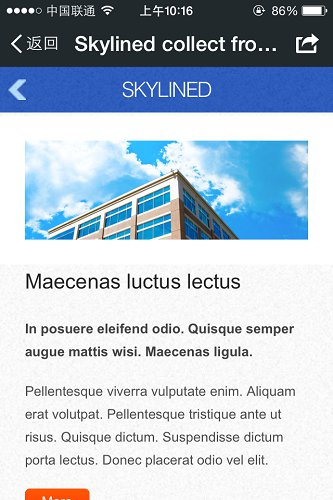 中国联通 上午10:16 86%
返回 Skylined collect fro...
SKYLINED
Maecenas luctus lectus
In posuere eleifend odio. Quisque semper
augue mattis wisi. Maecenas ligula.
Pellentesque viverra vulputate enim. Aliquam
erat volutpat. Pellentesque tristique ante ut
risus. Quisque dictum. Suspendisse dictum
porta lectus. Donec placerat odio vel elit.
More